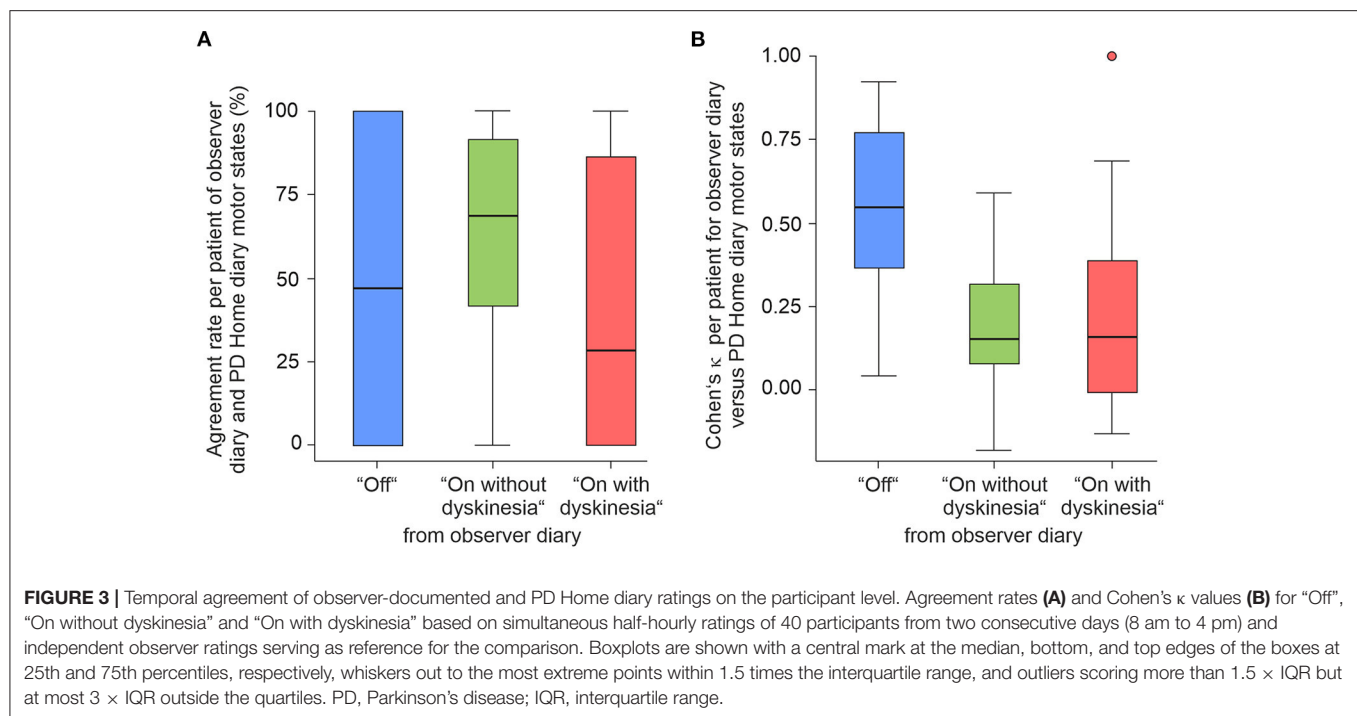 A
Agreement rate per patient of observer
diary and PD Home diary motor states (%)
100
75
50
25
0
"Off“
"On without
dyskinesia“
"On with
dyskinesia“
from observer diary
B
Cohen‘s κ per patient for observer diary
versus PD Home diary motor states
1.00
0.75
0.50
0.25
0.00
"Off“
"On without
dyskinesia“
"On with
dyskinesia“
from observer diary
FIGURE 3 | Temporal agreement of observer-documented and PD Home diary ratings on the participant level. Agreement rates (A) and Cohen's κ values (B) for “Off”,
“On without dyskinesia” and “On with dyskinesia” based on simultaneous half-hourly ratings of 40 participants from two consecutive days (8 am to 4 pm) and
independent observer ratings serving as reference for the comparison. Boxplots are shown with a central mark at the median, bottom, and top edges of the boxes at
25th and 75th percentiles, respectively, whiskers out to the most extreme points within 1.5 times the interquartile range, and outliers scoring more than 1.5 × IQR but
at most 3 × IQR outside the quartiles. PD, Parkinson's disease; IQR, interquartile range.